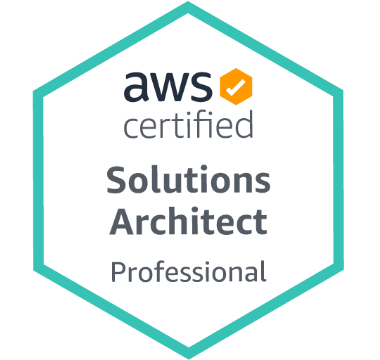 aws
certified
Solutions
Architect
Professional